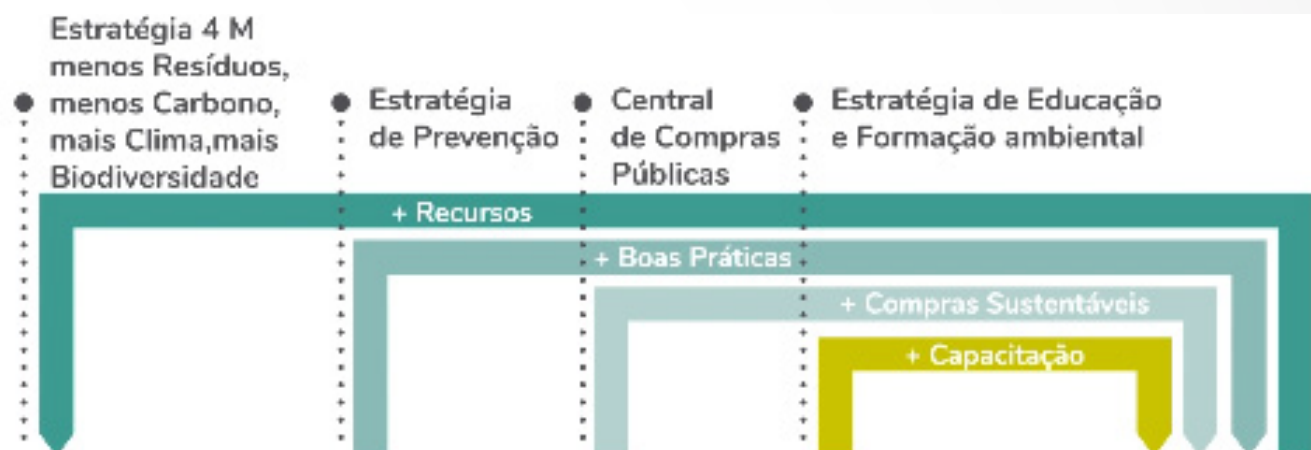 Estratégia 4 M
menos Resíduos,
menos Carbono,
mais Clima,mais
Biodiversidade
Estratégia
de Prevenção
Central
de Compras
Públicas
Estratégia de Educação
e Formação ambiental
+ Recursos
+ Boas Práticas
+ Compras Sustentáveis
+ Capacitação